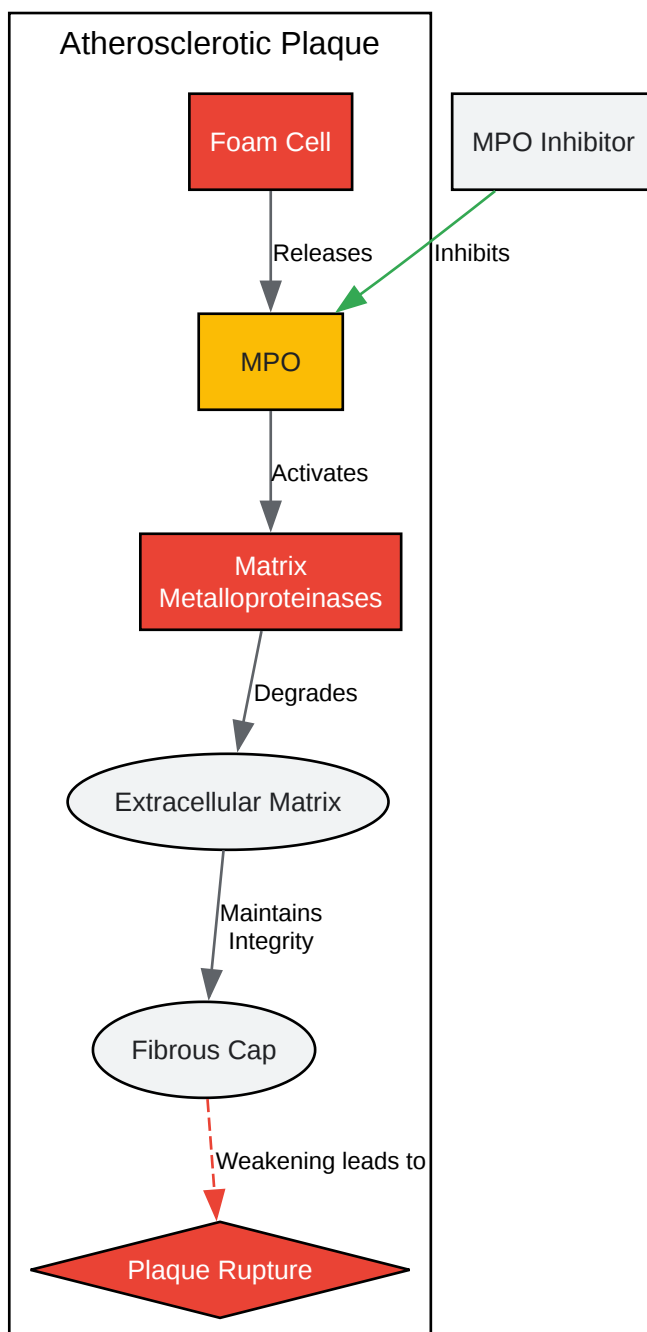 Atherosclerotic Plaque
Foam Cell
MPO Inhibitor
Releases
Inhibits
MPO
Activates
Matrix
Metalloproteinases
Degrades
Extracellular Matrix
Maintains
Integrity
Fibrous Cap
Weakening leads to
Plaque Rupture